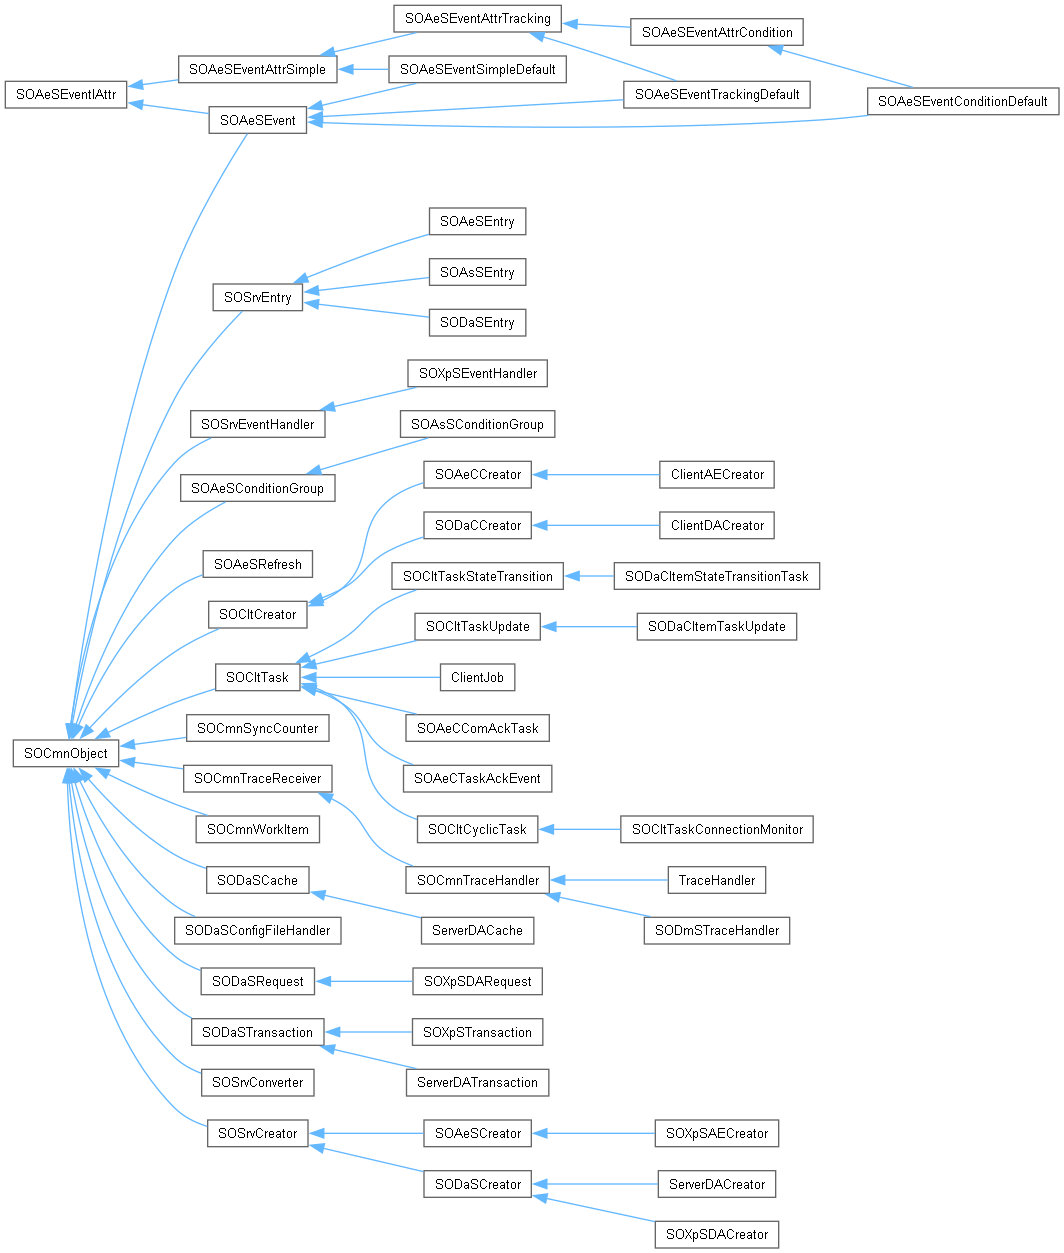 SOAeSEventAttrTracking
SOAeSEventAttrCondition
SOAeSEventAttrSimple
SOAeSEventSimpleDefault
SOAeSEventIAttr
SOAeSEventTrackingDefault
SOAeSEventConditionDefault
SOAeSEvent
SOAeSEntry
SOAsSEntry
SOSrvEntry
SODaSEntry
SOXpSEventHandler
SOSrvEventHandler
SOAsSConditionGroup
SOAeSConditionGroup
SOAeCCreator
ClientAECreator
SODaCCreator
ClientDACreator
SOAeSRefresh
SOCltTaskStateTransition
SODaCItemStateTransitionTask
SOCltCreator
SOCltTaskUpdate
SODaCItemTaskUpdate
SOCltTask
ClientJob
SOCmnSyncCounter
SOAeCComAckTask
SOCmnObject
SOCmnTraceReceiver
SOAeCTaskAckEvent
SOCmnWorkItem
SOCltCyclicTask
SOCltTaskConnectionMonitor
SODaSCache
SOCmnTraceHandler
TraceHandler
SODaSConfigFileHandler
ServerDACache
SODmSTraceHandler
SODaSRequest
SOXpSDARequest
SODaSTransaction
SOXpSTransaction
SOSrvConverter
ServerDATransaction
SOSrvCreator
SOAeSCreator
SOXpSAECreator
SODaSCreator
ServerDACreator
SOXpSDACreator